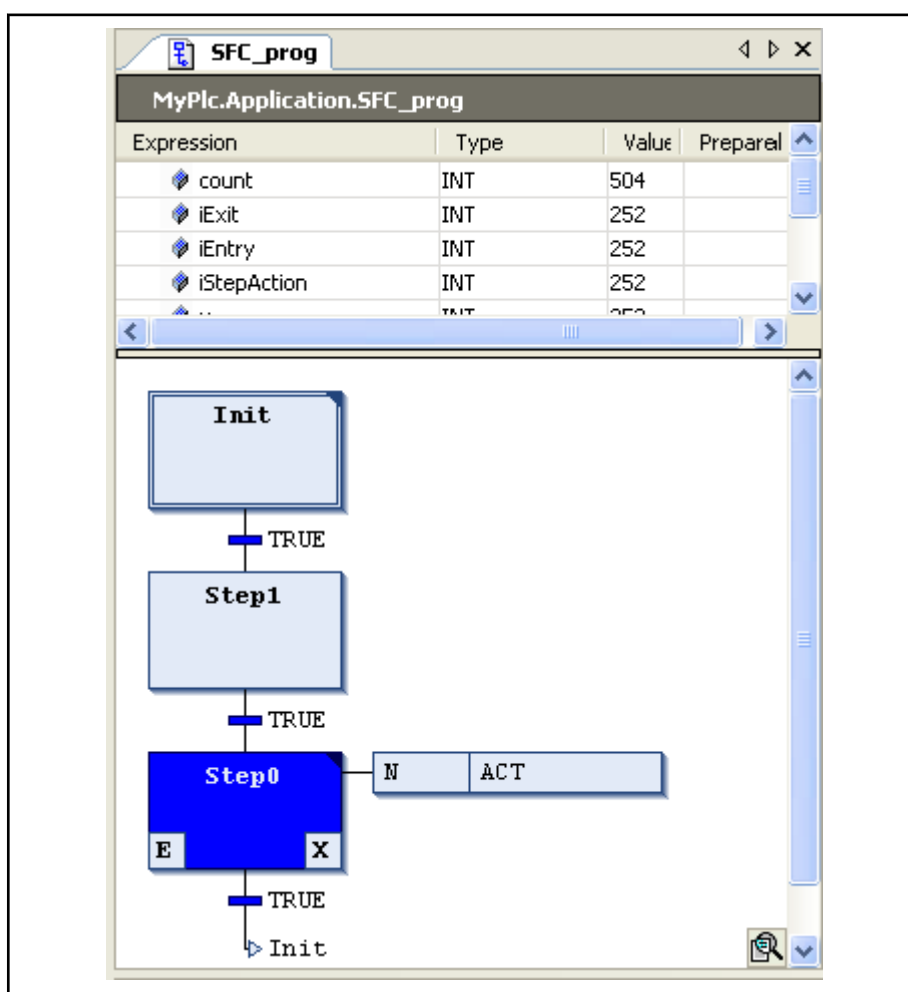 SFC_prog
MyPlc.Application.SFC_prog
Expression Type Value Preparel
count INT 504
iExit INT 252
iEntry INT 252
iStepAction INT 252
Init
TRUE
Step1
TRUE
Step0 N ACT
E X
TRUE
Init